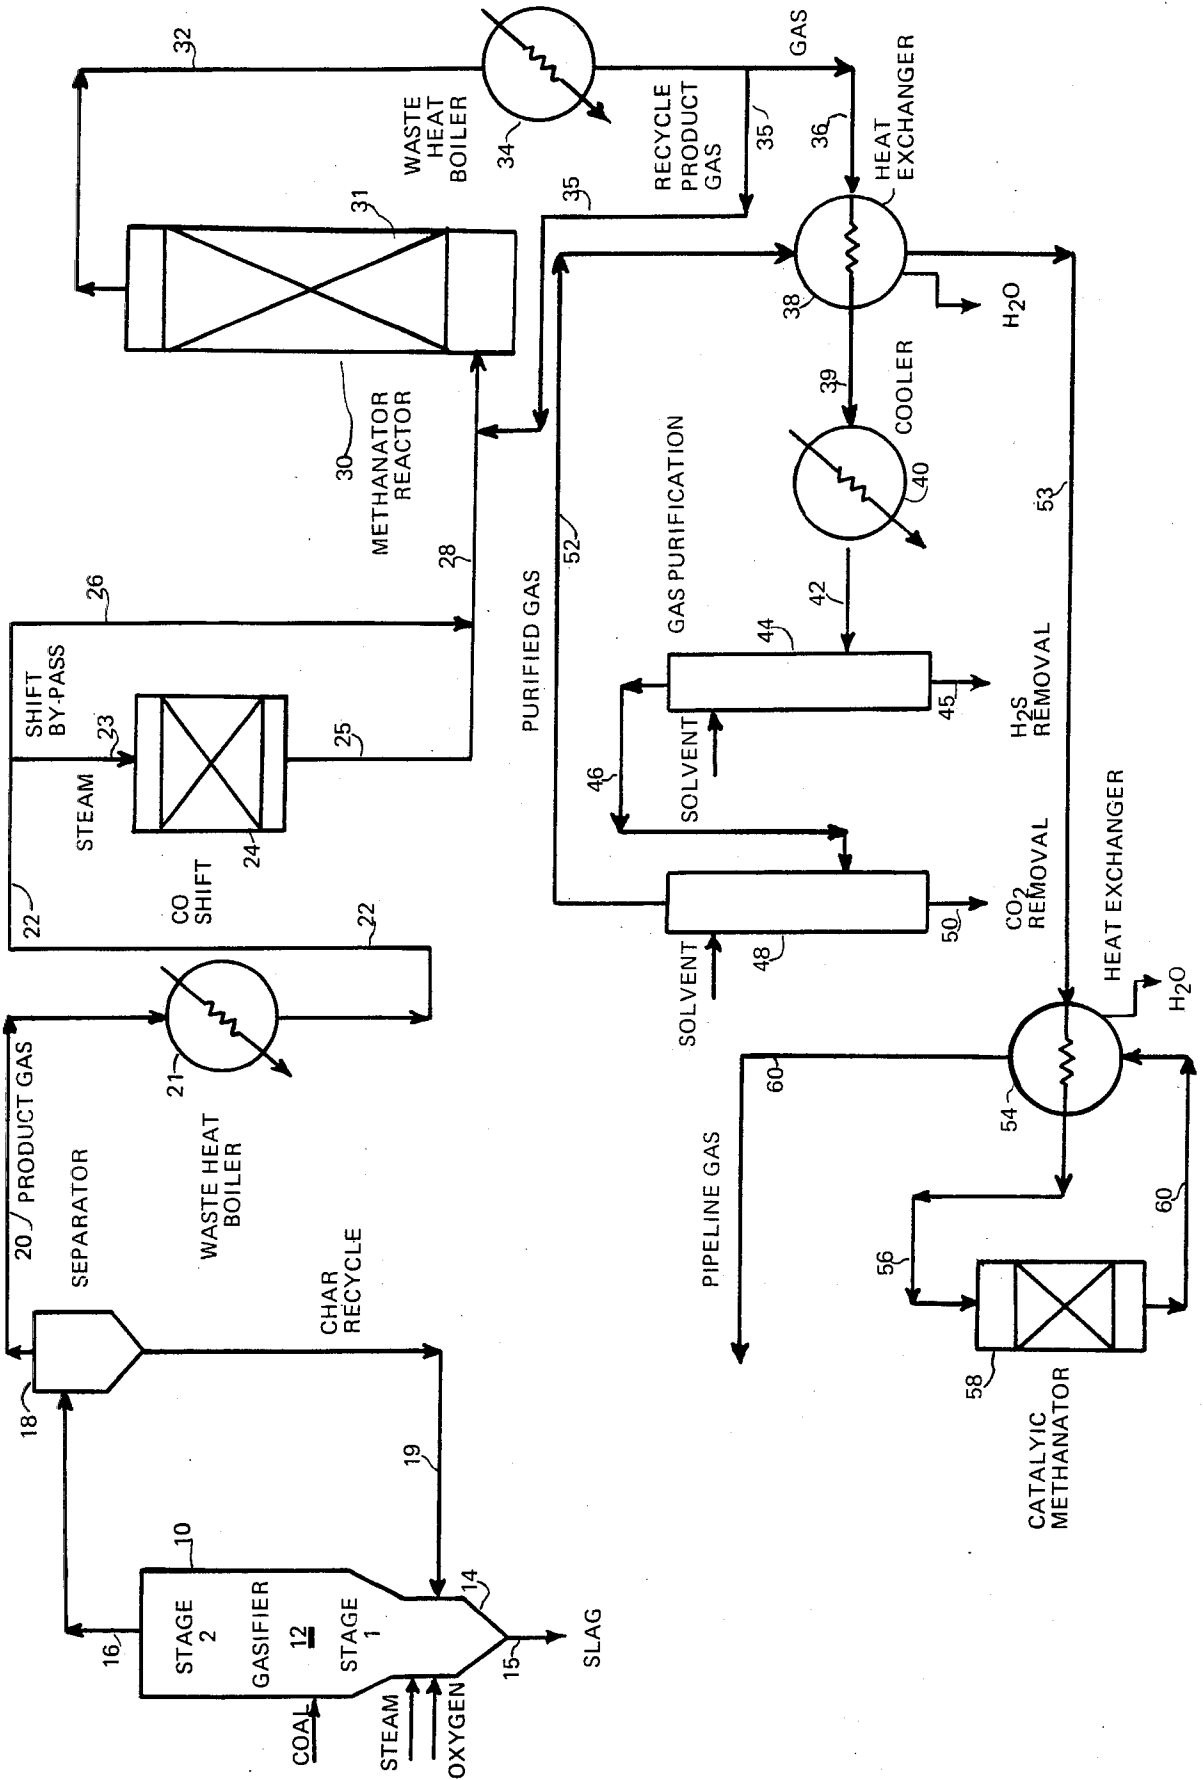 32
GAS
WASTE
HEAT
BOILER
34
RECYCLE
PRODUCT
GAS
35
36
HEAT
EXCHANGER
31
35
30
METHANATOR
REACTOR
38
H2O
39
COOLER
40
28
26
SHIFT
BY-PASS
STEAM
23
25
24
CO
SHIFT
22
22
PURIFIED GAS
52
GAS PURIFICATION
42
44
45
H2S
REMOVAL
46
SOLVENT
53
48
50
CO2
REMOVAL
SOLVENT
HEAT EXCHANGER
H2O
54
60
PIPELINE GAS
56
58
60
CATALYIC
METHANATOR
20
PRODUCT GAS
21
WASTE HEAT
BOILER
SEPARATOR
18
CHAR
RECYCLE
19
16
10
STAGE
2
GASIFIER
12
STAGE
1
14
15
SLAG
COAL
STEAM
OXYGEN